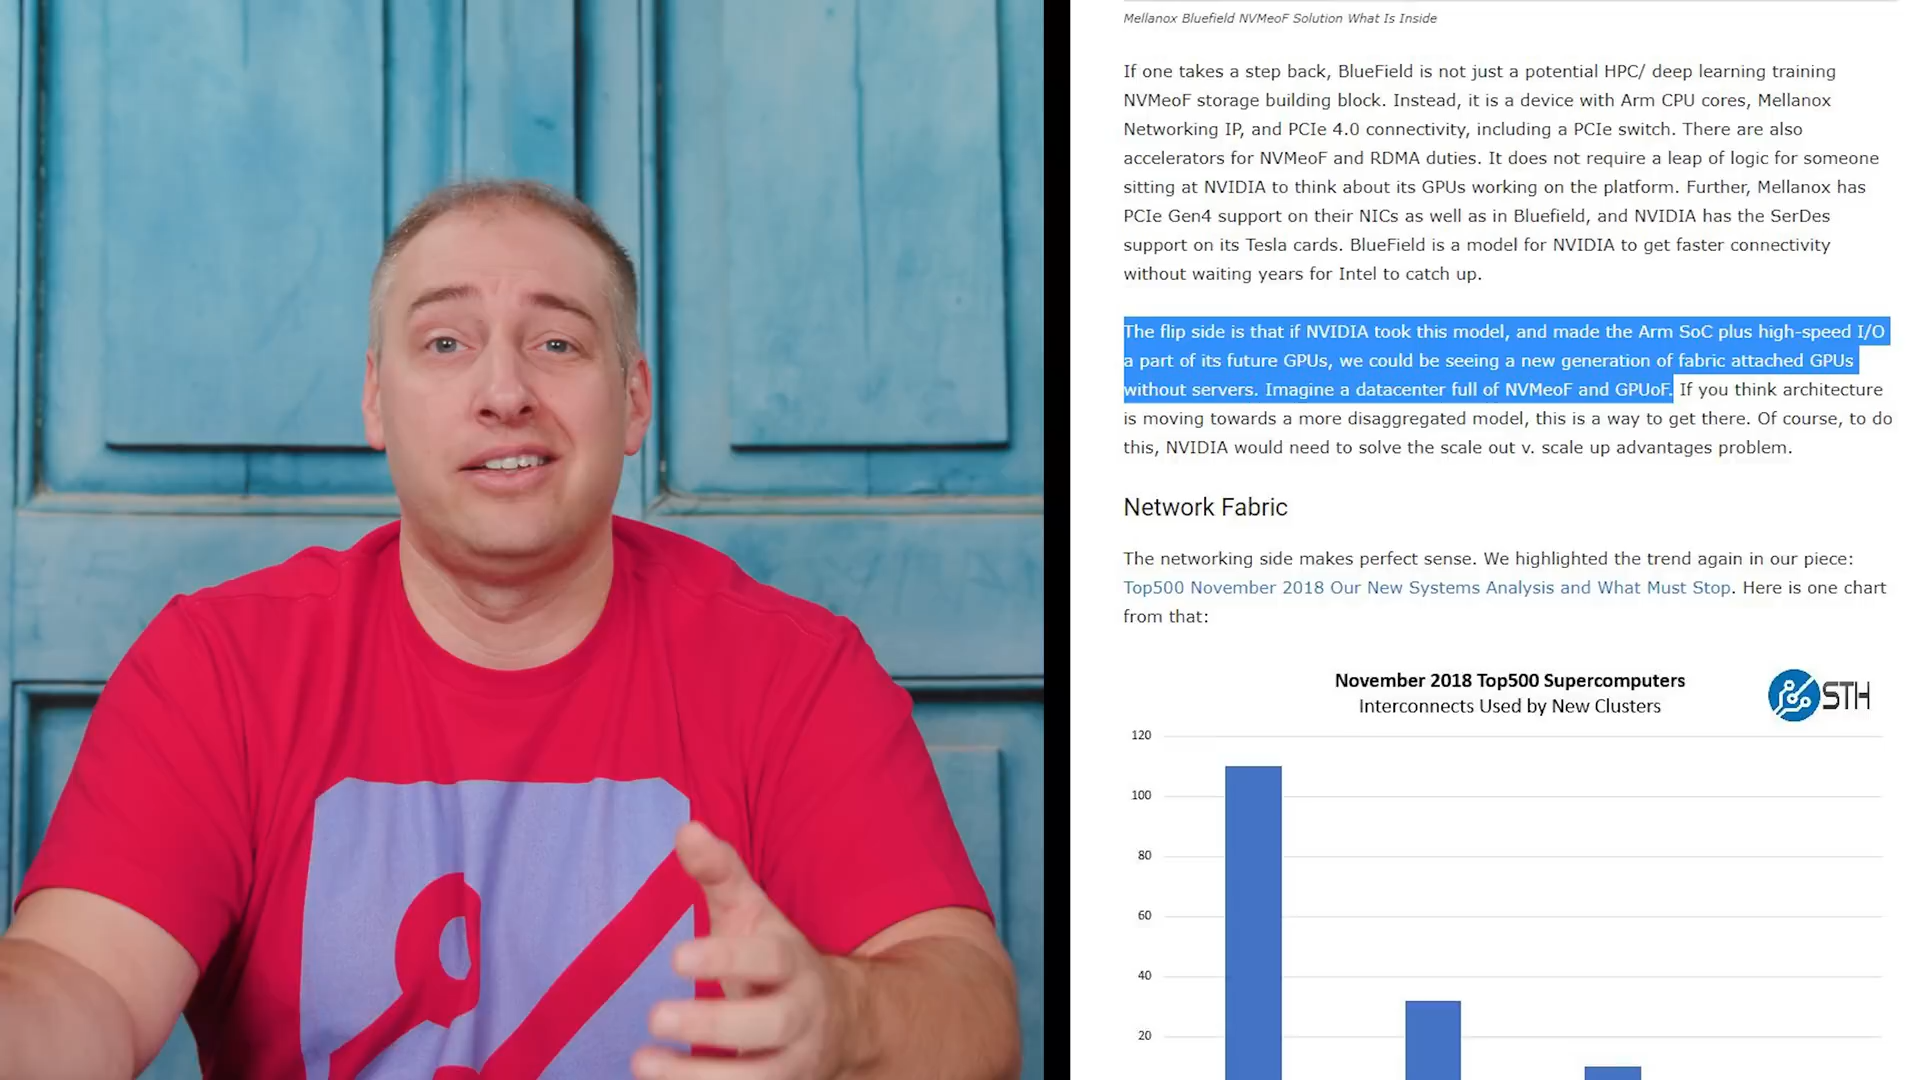 Mellanox Bluefield NVMeoF Solution What Is Inside
If one takes a step back, BlueField is not just a potential HPC/ deep learning training
NVMeoF storage building block. Instead, it is a device with Arm CPU cores, Mellanox
Networking IP, and PCIe 4.0 connectivity, including a PCIe switch. There are also
accelerators for NVMeoF and RDMA duties. It does not require a leap of logic for someone
sitting at NVIDIA to think about its GPUs working on the platform. Further, Mellanox has
PCIe Gen4 support on their NICs as well as in Bluefield, and NVIDIA has the SerDes
support on its Tesla cards. BlueField is a model for NVIDIA to get faster connectivity
without waiting years for Intel to catch up.
The flip side is that if NVIDIA took this model, and made the Arm SoC plus high-speed I/O
a part of its future GPUs, we could be seeing a new generation of fabric attached GPUs
without servers. Imagine a datacenter full of NVMeoF and GPUoF. If you think architecture
is moving towards a more disaggregated model, this is a way to get there. Of course, to do
this, NVIDIA would need to solve the scale out v. scale up advantages problem.
Network Fabric
The networking side makes perfect sense. We highlighted the trend again in our piece:
Top500 November 2018 Our New Systems Analysis and What Must Stop. Here is one chart
from that:
November 2018 Top500 Supercomputers
Interconnects Used by New Clusters
STH
120
100
80
60
40
20